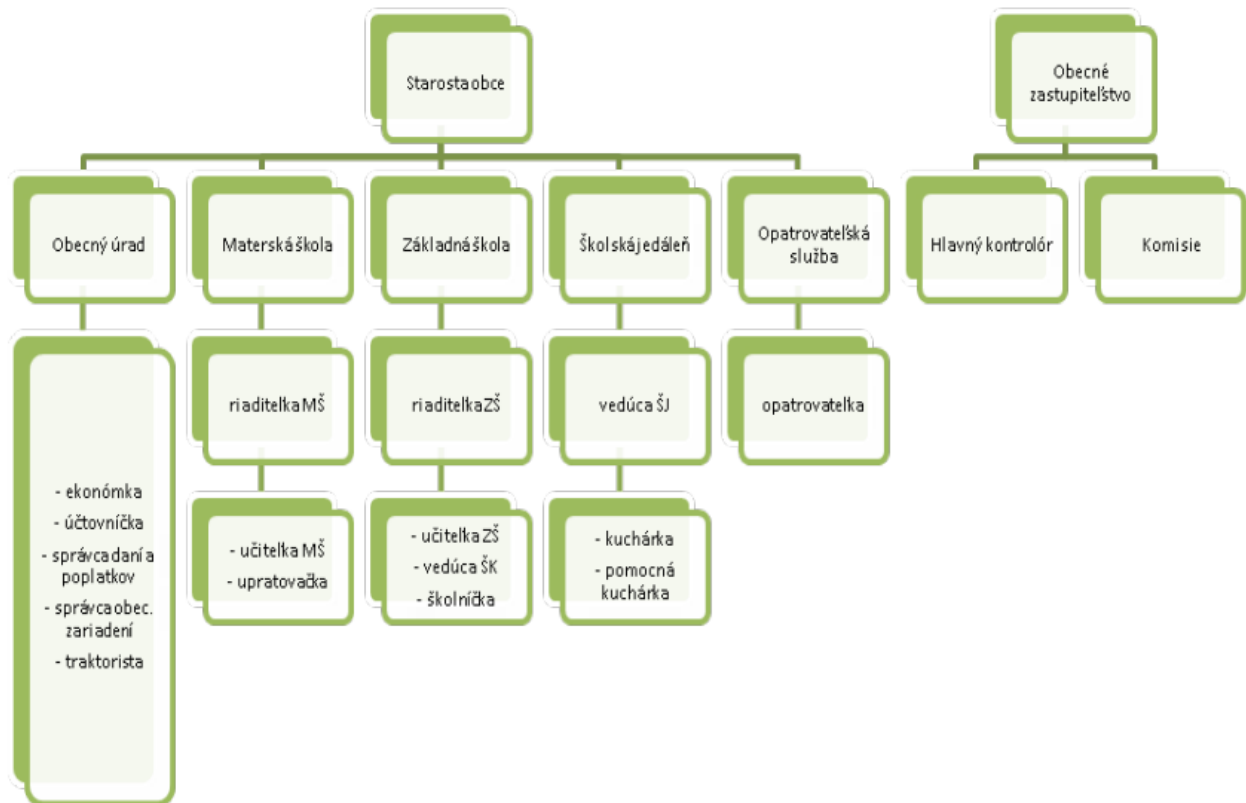 Starosta obce
Obecné
zastupiteľstvo
Obecný úrad
Materská škola
Základná škola
Školská jedáleň
Opatrovateľská
služba
Hlavný kontrolór
Komisie
riaditeľka MŠ
riaditeľka ZŠ
vedúca ŠJ
opatrovateľka
- ekonómka
- účtovníčka
- správca daní a
poplatkov
- správca obec.
zariadení
- traktorista
- učiteľka MŠ
- upratovačka
- učiteľka ZŠ
- vedúca ŠK
- školníčka
- kuchárka
- pomocná
kuchárka